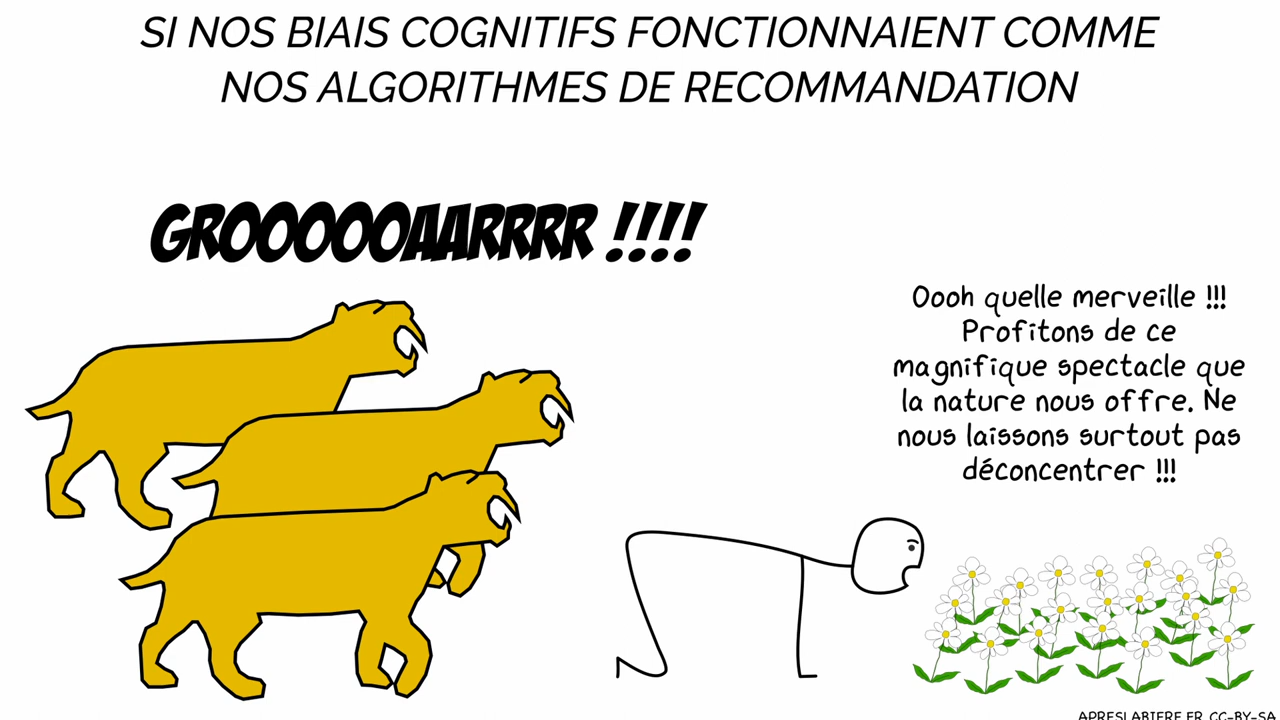 SI NOS BIAIS COGNITIFS FONCTIONNAIENT COMME
NOS ALGORITHMES DE RECOMMANDATION
GROOOOOAARRRR !!!!
Oooh quelle merveille !!!
Profitons de ce
magnifique spectacle que
la nature nous offre. Ne
nous laissons surtout pas
déconcentrer !!!
APRESLABIERE.FR CC-BY-SA